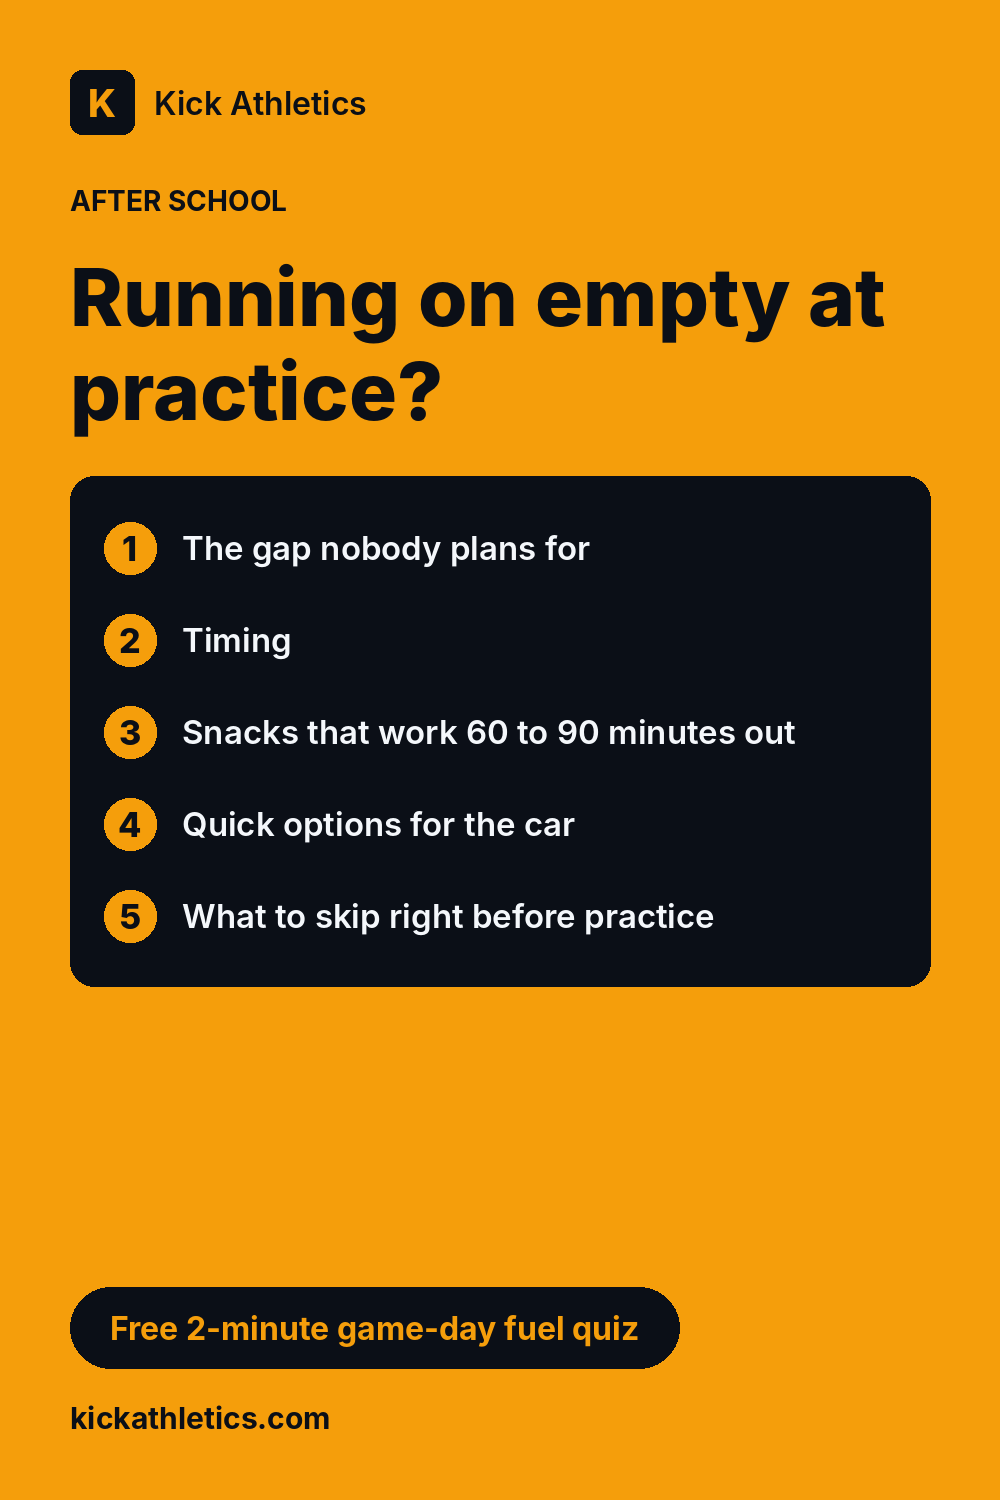 K
Kick Athletics
AFTER SCHOOL
Running on empty at
practice?
1 The gap nobody plans for
2 Timing
3 Snacks that work 60 to 90 minutes out
4 Quick options for the car
5 What to skip right before practice
Free 2-minute game-day fuel quiz
kickathletics.com